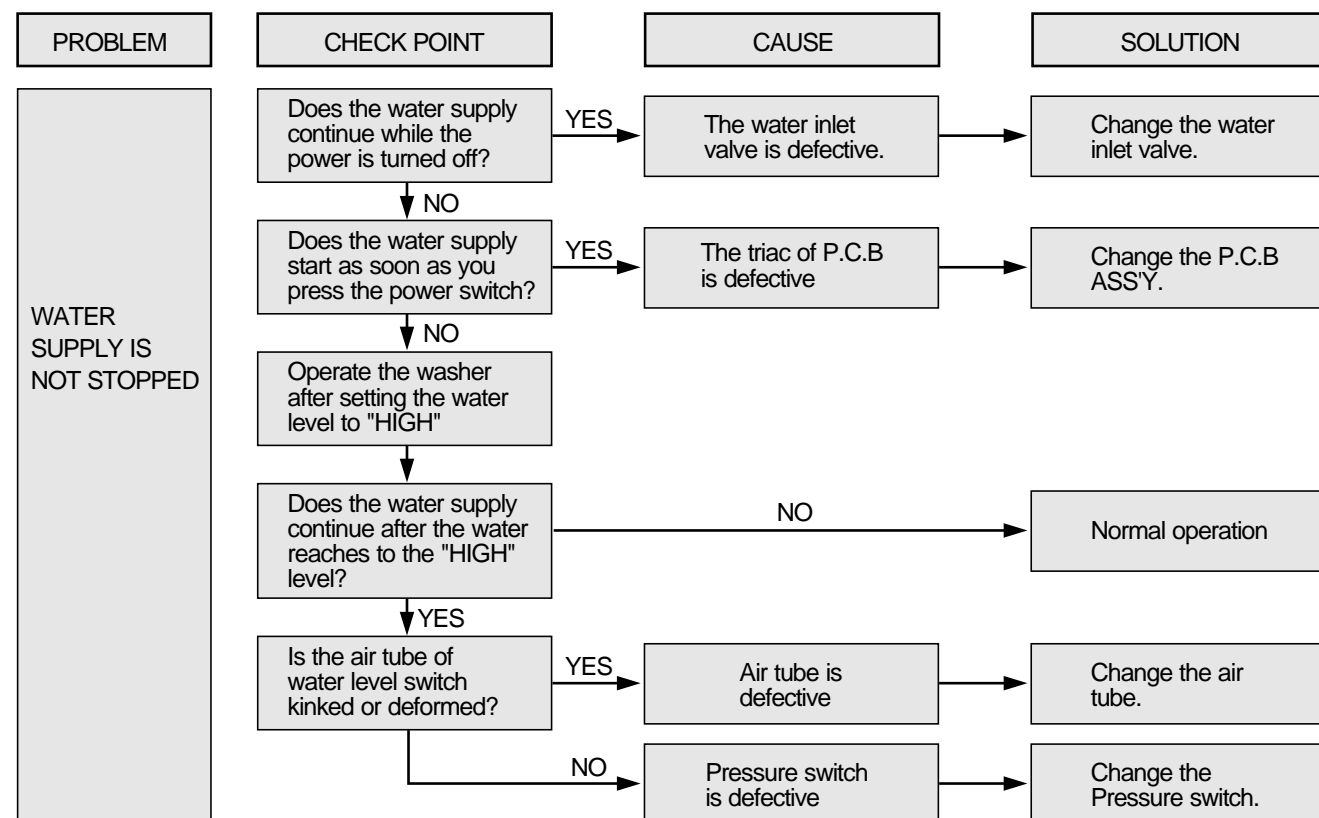 PROBLEM
CHECK POINT
CAUSE
SOLUTION
WATER
SUPPLY IS
NOT STOPPED
Does the water supply
continue while the
power is turned off?
YES
The water inlet
valve is defective.
Change the water
inlet valve.
NO
Does the water supply
start as soon as you
press the power switch?
YES
The triac of P.C.B
is defective
Change the P.C.B
ASS'Y.
NO
Operate the washer
after setting the water
level to "HIGH"
Does the water supply
continue after the water
reaches to the "HIGH"
level?
NO
Normal operation
YES
Is the air tube of
water level switch
kinked or deformed?
YES
Air tube is
defective
Change the air
tube.
NO
Pressure switch
is defective
Change the
Pressure switch.